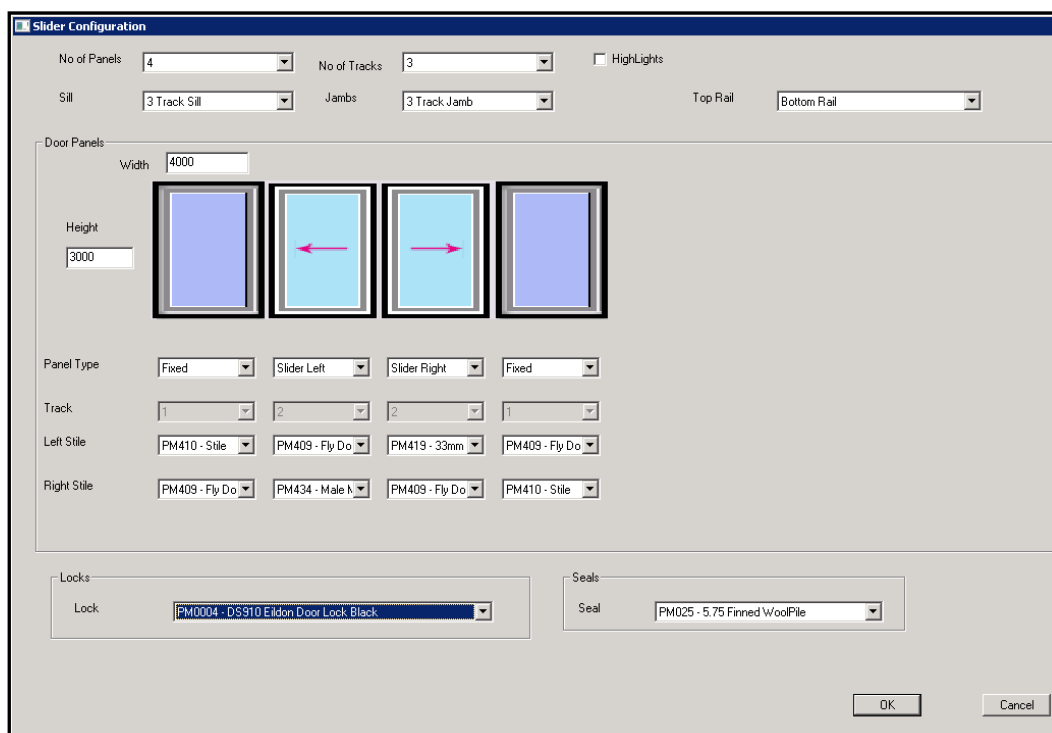 Slider Configuration
No of Panels 4 No of Tracks 3 HighLights
Sill 3 Track Sill Jambs 3 Track Jamb Top Rail Bottom Rail
Door Panels
Width 4000
Height
3000
Panel Type Fixed Slider Left Slider Right Fixed
Track 1 2 2 1
Left Stile PM410 - Stile PM409 - Fly Do PM419 - 33mm PM409 - Fly Do
Right Stile PM409 - Fly Do PM434 - Male PM409 - Fly Do PM410 - Stile
Locks Seals
Lock PM0004 - DS910 Eildon Door Lock Black Seal PM025 - 5.75 Finned WoolPile
OK Cancel